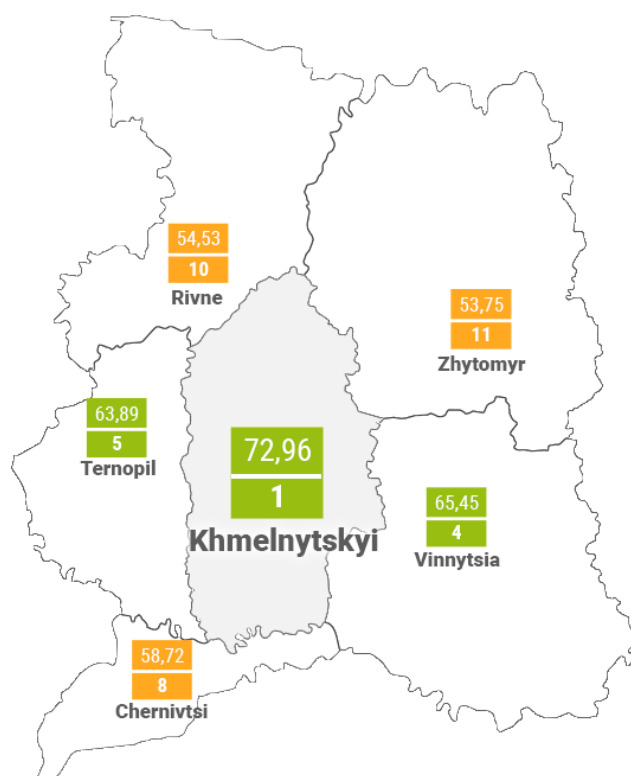 54,53
10
Rivne
53,75
11
Zhytomyr
63,89
5
Ternopil
72,96
1
Khmelnytskyi
65,45
4
Vinnytsia
58,72
8
Chernivtsi